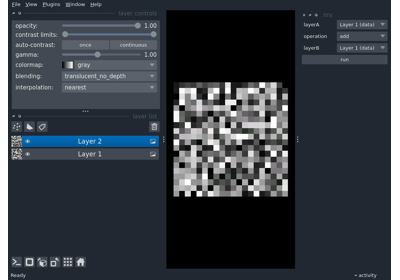 File View Plugins Window Help
layer controls
opacity: 1.00
contrast limits:
auto-contrast: once continuous
gamma: 1.00
colormap: gray
blending: translucent_no_depth
interpolation: nearest
layer list
Layer 2
Layer 1
layerA Layer 1 (data)
operation add
layerB Layer 1 (data)
run
Ready
activity